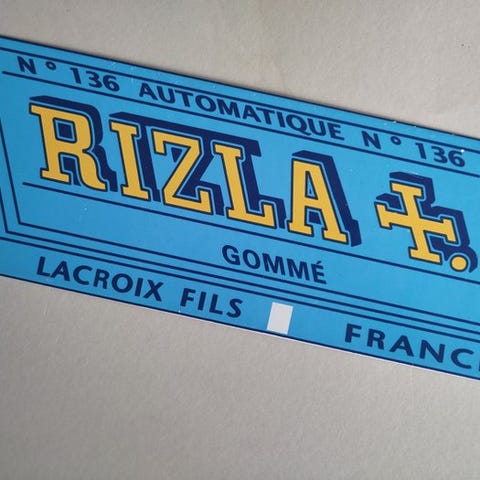 N° 136 AUTOMATIQUE N° 136
RIZLA +.
GOMMÉ
LACROIX FILS FRANC